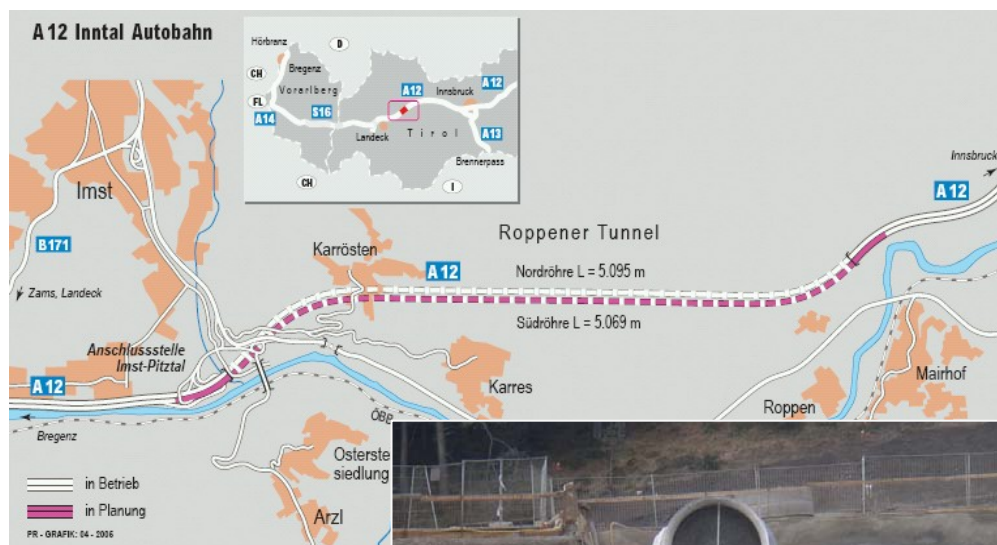 A 12 Inntal Autobahn
Hörbranz
D
CH
Bregenz
Vorarlberg
FL
A14
S16
A12
Innsbruck
A12
Landeck
Tirol
A13
Brennerpass
CH
I
Innsbruck
A12
Imst
B171
Zams, Landeck
Karrösten
A12
Roppener Tunnel
Nordröhre L = 5.095 m
Südröhre L = 5.069 m
Anschlussstelle
Imst-Pitztal
A12
Bregenz
Karres
Roppen
Mairhof
ÖBB
siedlung
Arzl
in Betrieb
in Planung
PR - GRAFIK: 04 - 2006